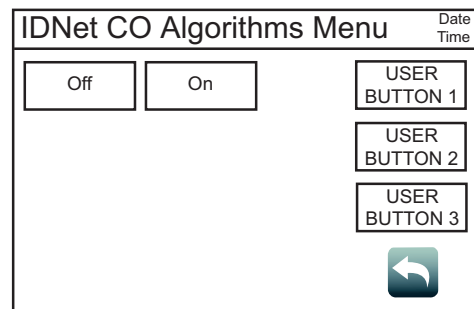 IDNet CO Algorithms Menu
Date
Time
Off
On
USER
BUTTON 1
USER
BUTTON 2
USER
BUTTON 3